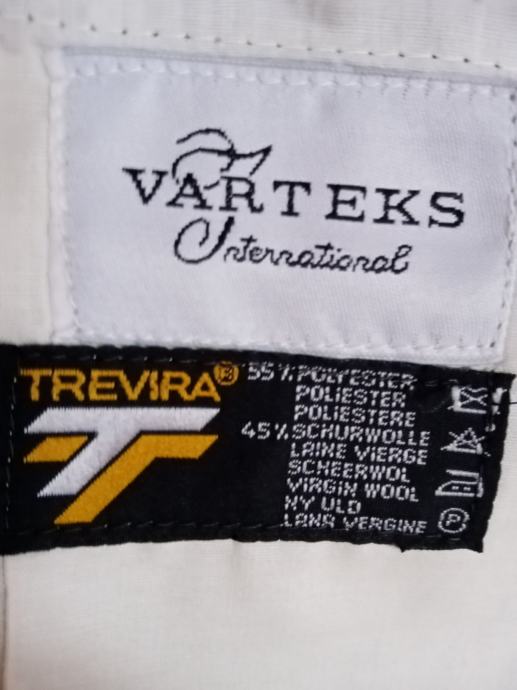 VARTEKS
International
TREVIRA®
55% POLYESTER
POLIESTER
POLIESTERE
45% SCHURWOLLE
LAINE VIERGE
SCHEERWOL
VIRGIN WOOL
NY ULD
LANA VERGINE
P